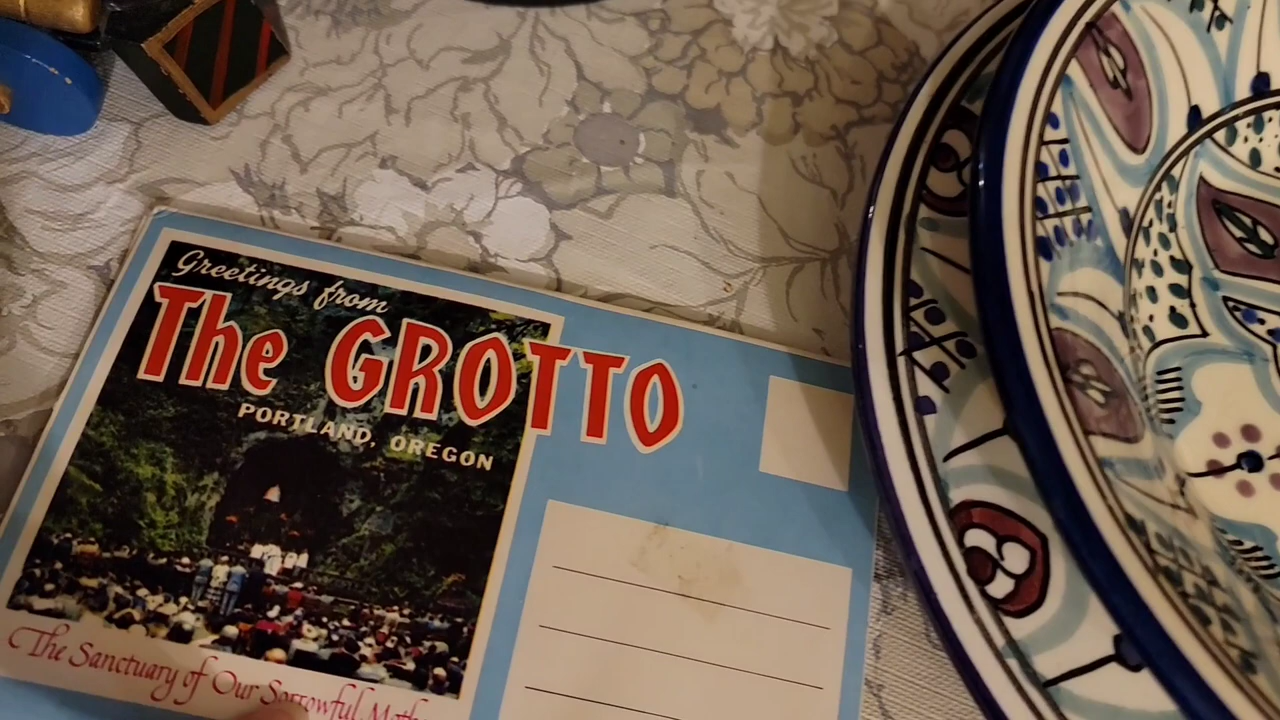 Greetings from
The GROTTO
PORTLAND, OREGON
The Sanctuary of Our Sorrowful